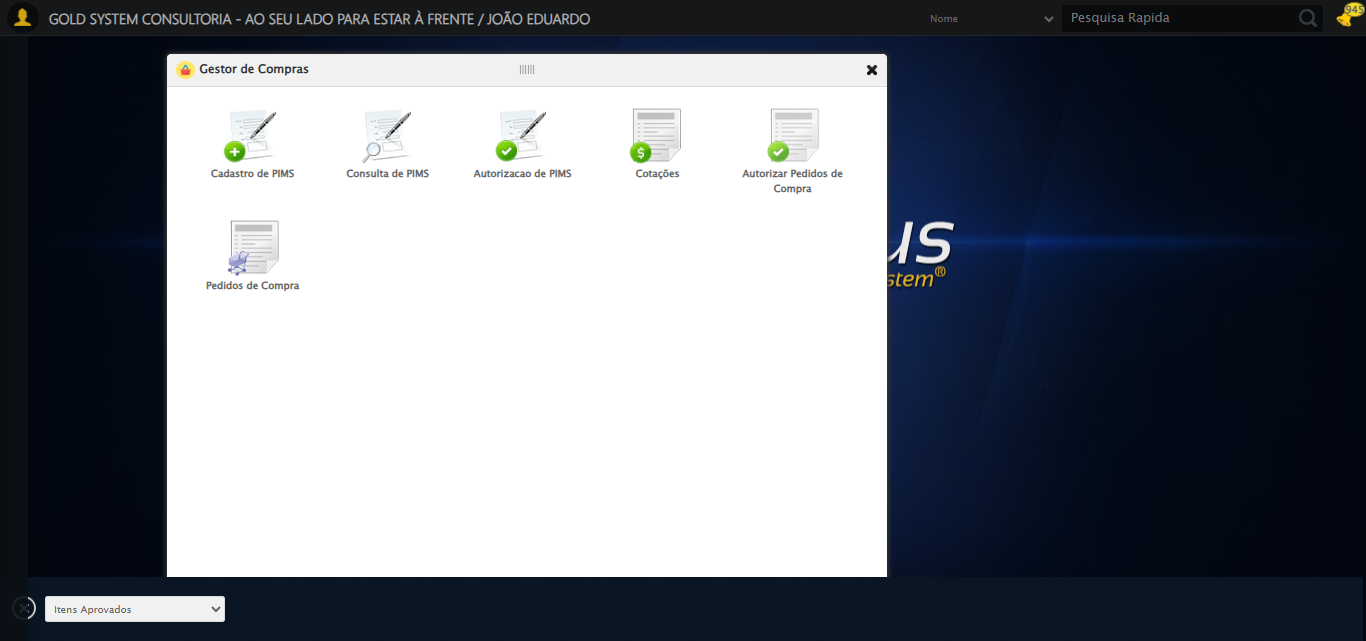 GOLD SYSTEM CONSULTORIA - AO SEU LADO PARA ESTAR À FRENTE / JOÃO EDUARDO
Nome
Pesquisa Rapida
945
Gestor de Compras
Cadastro de PIMS
Consulta de PIMS
Autorizacao de PIMS
Cotações
Autorizar Pedidos de
Compra
Pedidos de Compra
us
stem®
Itens Aprovados